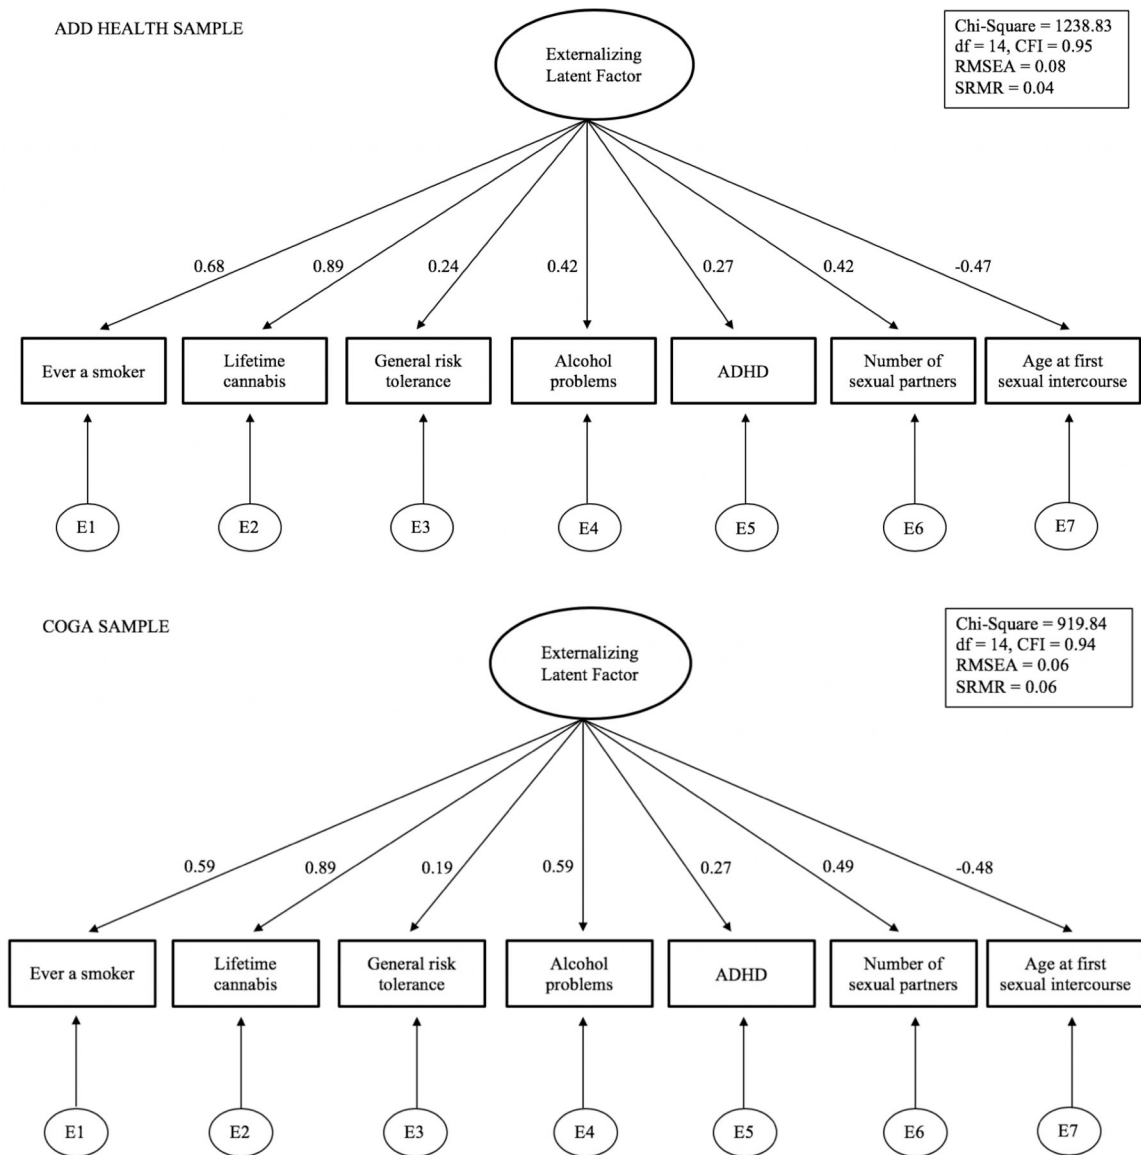 ADD HEALTH SAMPLE
Externalizing
Latent Factor
Chi-Square = 1238.83
df = 14, CFI = 0.95
RMSEA = 0.08
SRMR = 0.04
0.68
0.89
0.24
0.42
0.27
0.42
-0.47
Ever a smoker
Lifetime
cannabis
General risk
tolerance
Alcohol
problems
ADHD
Number of
sexual partners
Age at first
sexual intercourse
E1
E2
E3
E4
E5
E6
E7
COGA SAMPLE
Externalizing
Latent Factor
Chi-Square = 919.84
df = 14, CFI = 0.94
RMSEA = 0.06
SRMR = 0.06
0.59
0.89
0.19
0.59
0.27
0.49
-0.48
Ever a smoker
Lifetime
cannabis
General risk
tolerance
Alcohol
problems
ADHD
Number of
sexual partners
Age at first
sexual intercourse
E1
E2
E3
E4
E5
E6
E7